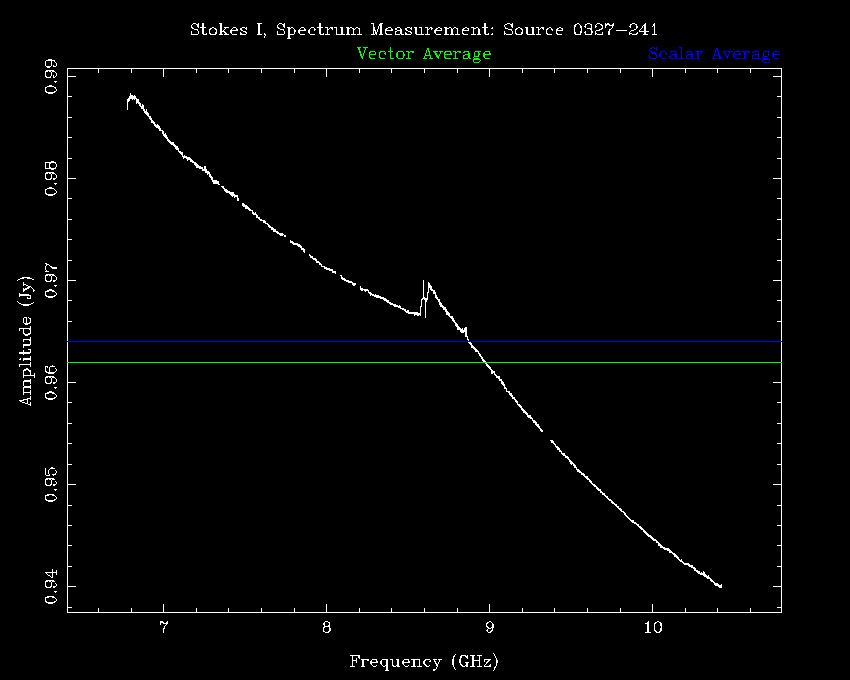 Stokes I, Spectrum Measurement: Source 0327-241
Vector Average
Scalar Average
0.99
0.98
0.97
0.96
0.95
0.94
Amplitude (Jy)
7
8
9
10
Frequency (GHz)